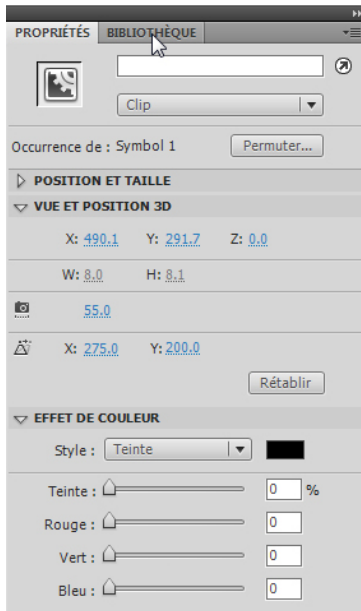 PROPRIÉTÉS BIBLIOTHÈQUE
Clip
Occurrence de : Symbol 1 Permuter...
POSITION ET TAILLE
VUE ET POSITION 3D
X: 490.1 Y: 291.7 Z: 0.0
W: 8.0 H: 8.1
55.0
X: 275.0 Y: 200.0
Rétablir
EFFET DE COULEUR
Style : Teinte
Teinte : 0 %
Rouge : 0
Vert : 0
Bleu : 0